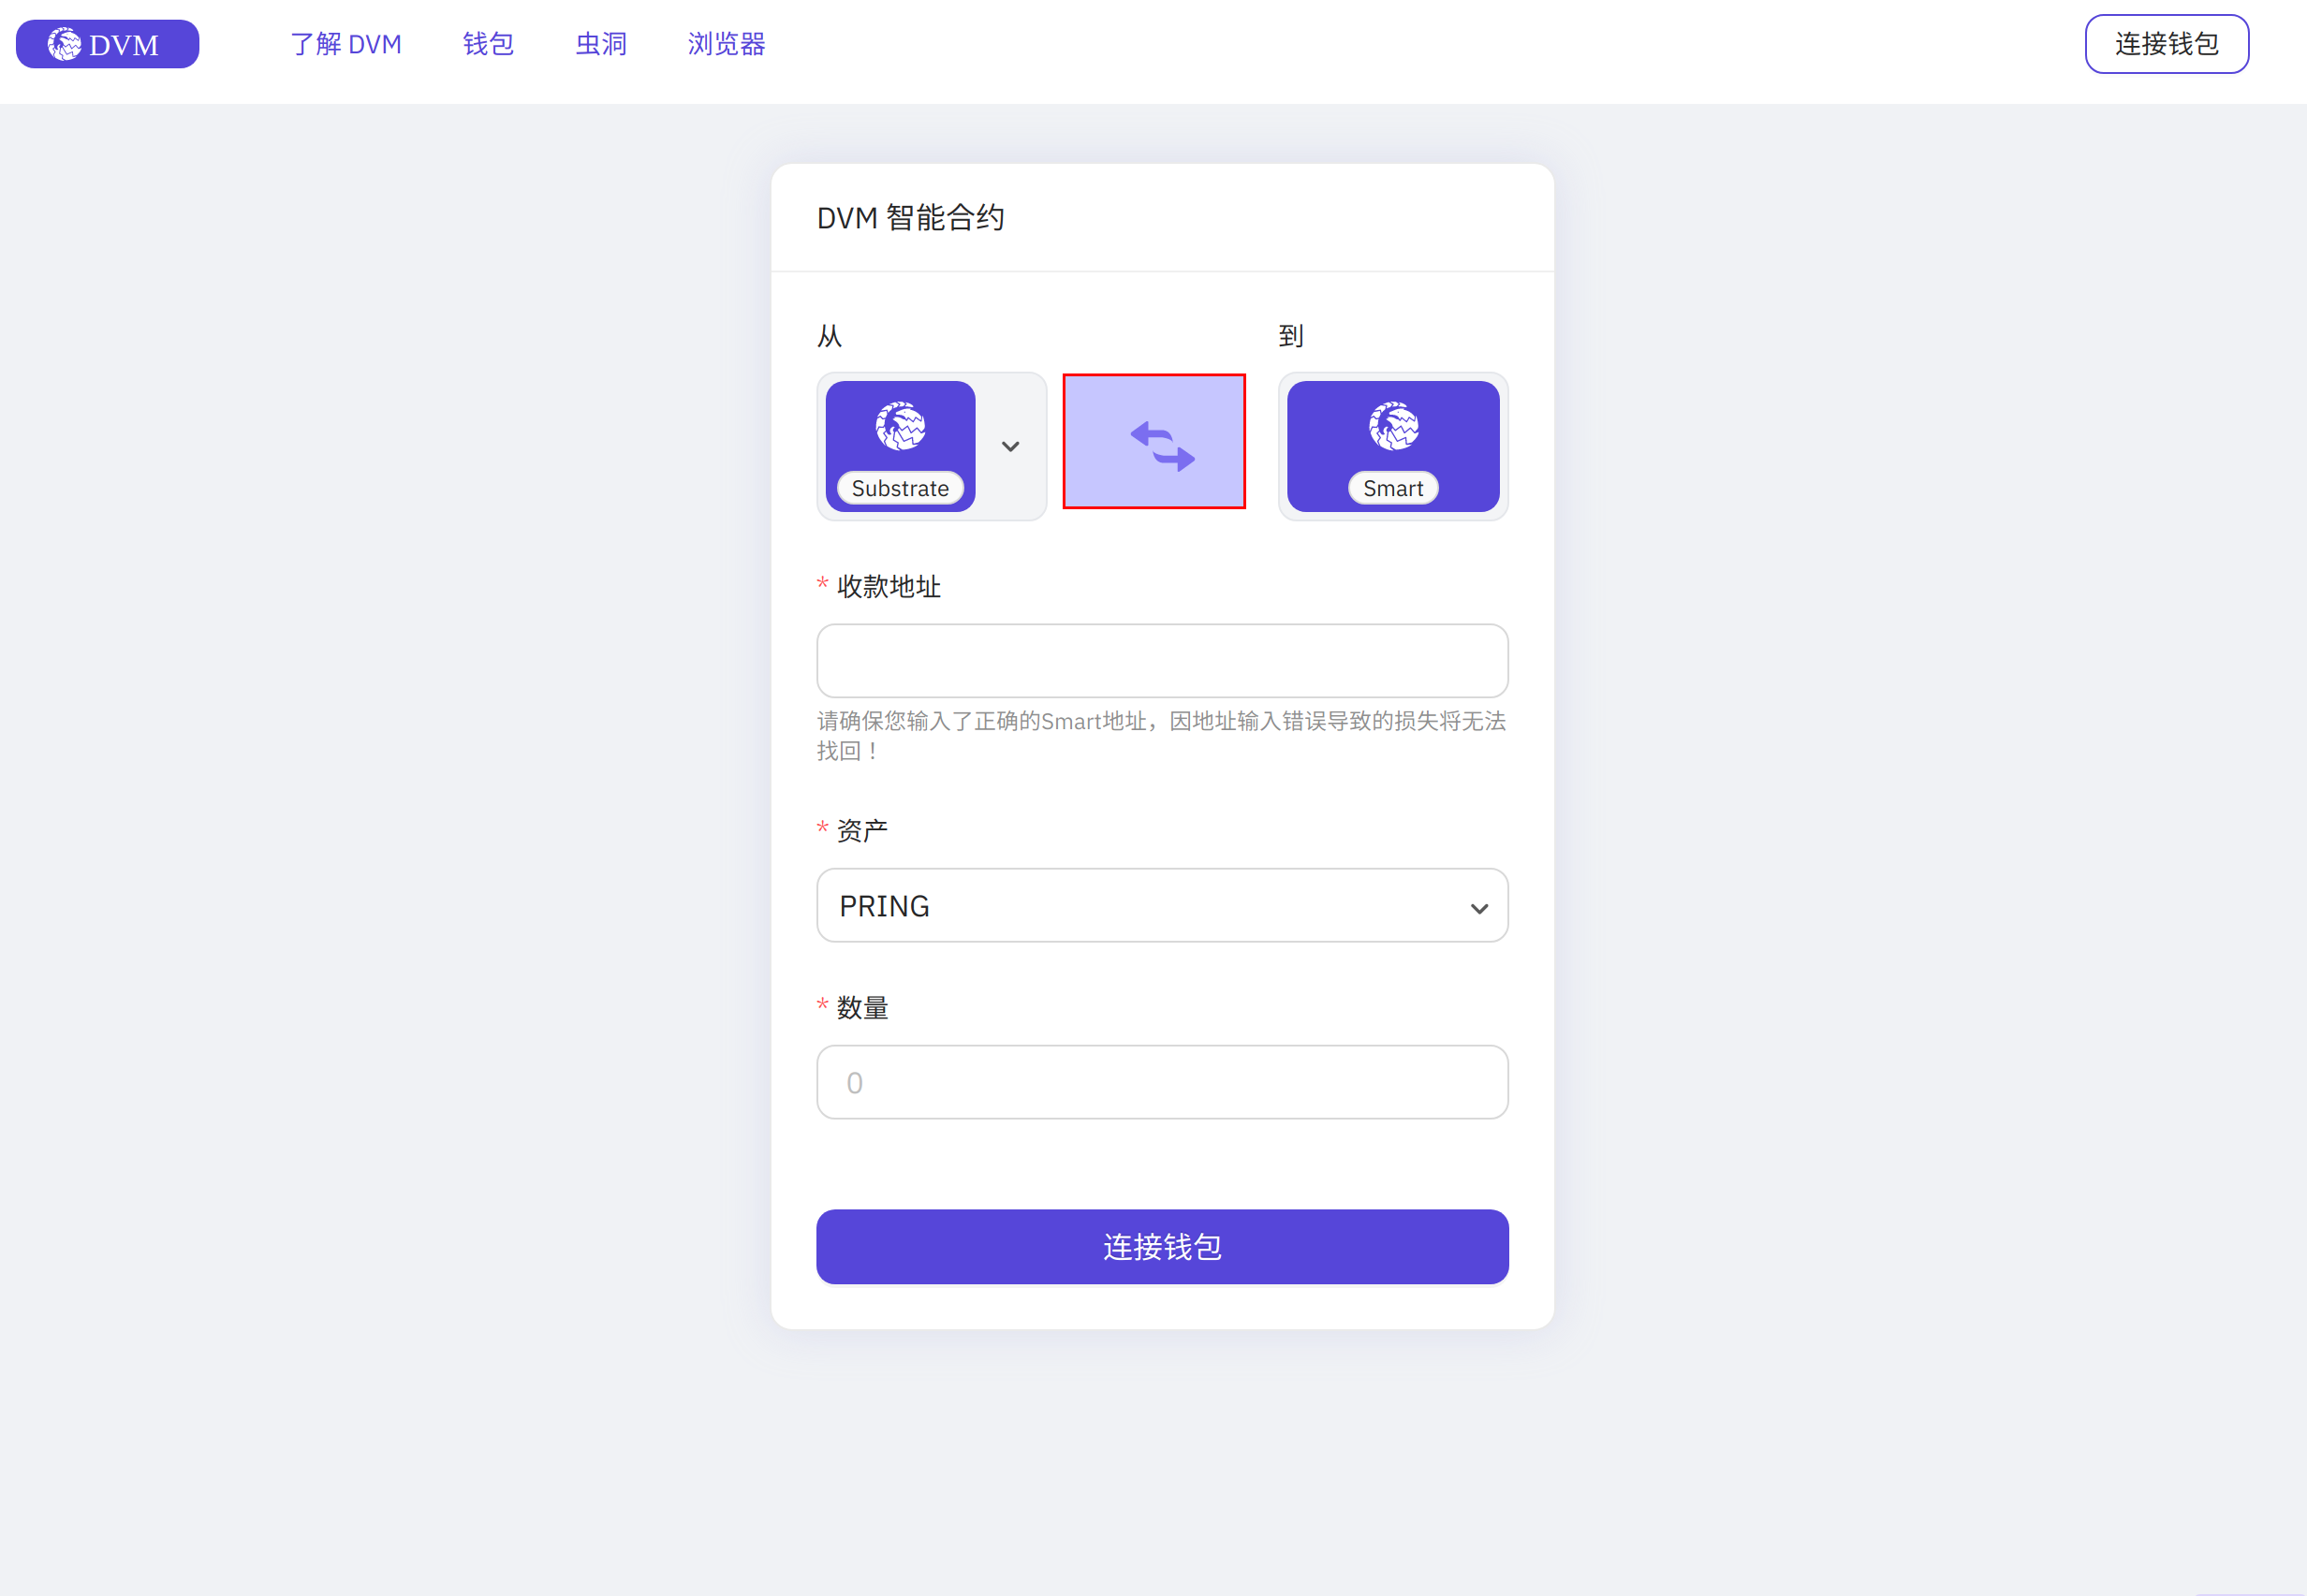 DVM
了解 DVM
钱包
虫洞
浏览器
连接钱包
DVM 智能合约
从
到
Substrate
Smart
* 收款地址
请确保您输入了正确的Smart地址，因地址输入错误导致的损失将无法
找回！
* 资产
PRING
* 数量
0
连接钱包